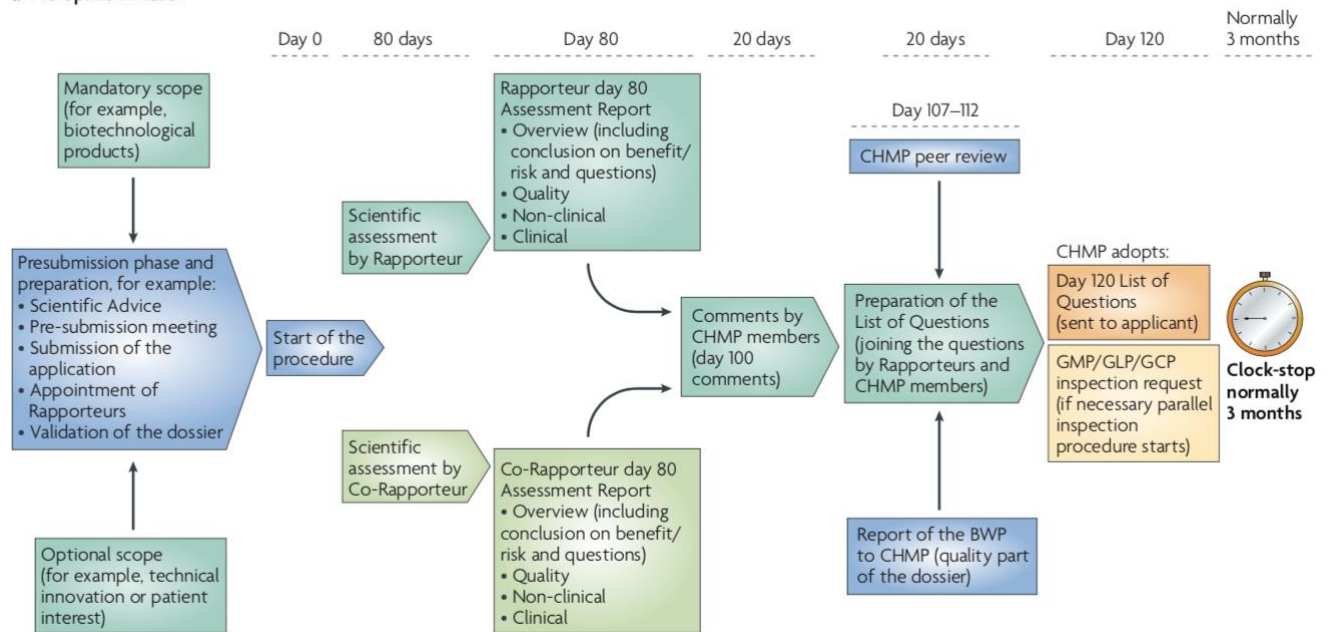 Day 0
80 days
Day 80
20 days
20 days
Day 120
Normally
3 months
Mandatory scope
(for example,
biotechnological
products)
Presubmission phase and
preparation, for example:
• Scientific Advice
• Pre-submission meeting
• Submission of the
application
• Appointment of
Rapporteurs
• Validation of the dossier
Optional scope
(for example, technical
innovation or patient
interest)
Start of the
procedure
Scientific
assessment
by Rapporteur
Scientific
assessment by
Co-Rapporteur
Rapporteur day 80
Assessment Report
• Overview (including
conclusion on benefit/
risk and questions)
• Quality
• Non-clinical
• Clinical
Co-Rapporteur day 80
Assessment Report
• Overview (including
conclusion on benefit/
risk and questions)
• Quality
• Non-clinical
• Clinical
Comments by
CHMP members
(day 100
comments)
Day 107–112
CHMP peer review
Preparation of the
List of Questions
(joining the questions
by Rapporteurs and
CHMP members)
Report of the BWP
to CHMP (quality part
of the dossier)
CHMP adopts:
Day 120 List of
Questions
(sent to applicant)
GMP/GLP/GCP
inspection request
(if necessary parallel
inspection
procedure starts)
Clock-stop
normally
3 months